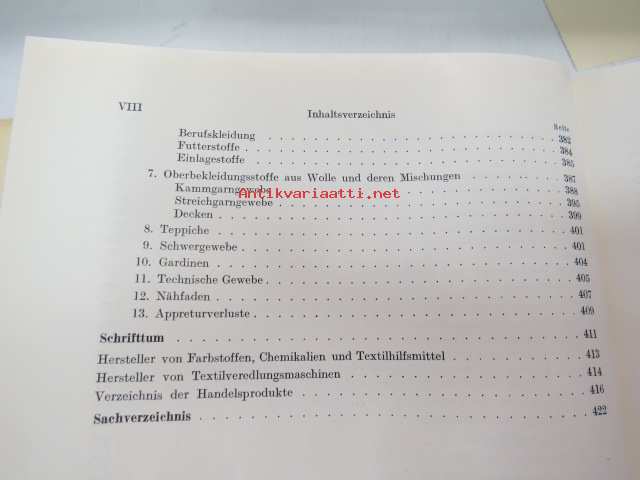 VIII Inhaltsverzeichnis
Seite
Berufskleidung . . . . . . . . . . . . . . . . . . 382
Futterstoffe . . . . . . . . . . . . . . . . . . . 384
Einlagestoffe . . . . . . . . . . . . . . . . . . 385
7. Oberbekleidungsstoffe aus Wolle und deren Mischungen . . . . . . . 387
Kammgarngewebe . . . . . . . . . . . . . . . . 388
Antikvariaatti.net
Streichgarngewebe . . . . . . . . . . . . . . . 395
Decken . . . . . . . . . . . . . . . . . . . . . 399
8. Teppiche . . . . . . . . . . . . . . . . . . . . 401
9. Schwergewebe . . . . . . . . . . . . . . . . . . 401
10. Gardinen . . . . . . . . . . . . . . . . . . . . 404
11. Technische Gewebe . . . . . . . . . . . . . . . . 405
12. Nähfaden . . . . . . . . . . . . . . . . . . . . 407
13. Appreturverluste . . . . . . . . . . . . . . . . . 409
Schrifttum . . . . . . . . . . . . . . . . . . . . . 411
Hersteller von Farbstoffen, Chemikalien und Textilhilfsmittel . . . . . . . . 413
Hersteller von Textilveredlungsmaschinen . . . . . . . . . . . . . 414
Verzeichnis der Handelsprodukte . . . . . . . . . . . . . . . . 416
Sachverzeichnis . . . . . . . . . . . . . . . . . . . . 422